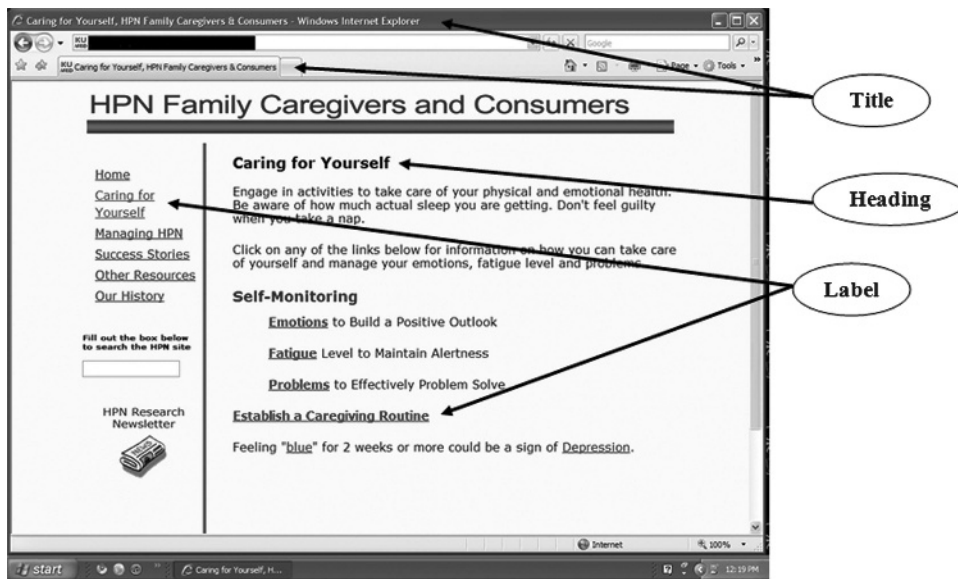 Caring for Yourself, HPN Family Caregivers & Consumers - Windows Internet Explorer
KU
Google
KU Caring for Yourself, HPN Family Caregivers & Consumers
Page
Tools
Title
HPN Family Caregivers and Consumers
Home
Caring for
Yourself
Managing HPN
Success Stories
Other Resources
Our History
Fill out the box below
to search the HPN site
HPN Research
Newsletter
NEWS
Caring for Yourself
Engage in activities to take care of your physical and emotional health.
Be aware of how much actual sleep you are getting. Don't feel guilty
when you take a nap.
Click on any of the links below for information on how you can take care
of yourself and manage your emotions, fatigue level and problems.
Self-Monitoring
Emotions to Build a Positive Outlook
Fatigue Level to Maintain Alertness
Problems to Effectively Problem Solve
Establish a Caregiving Routine
Feeling "blue" for 2 weeks or more could be a sign of Depression.
Heading
Label
Internet
100%
start
Caring for Yourself, H...
12:19 PM